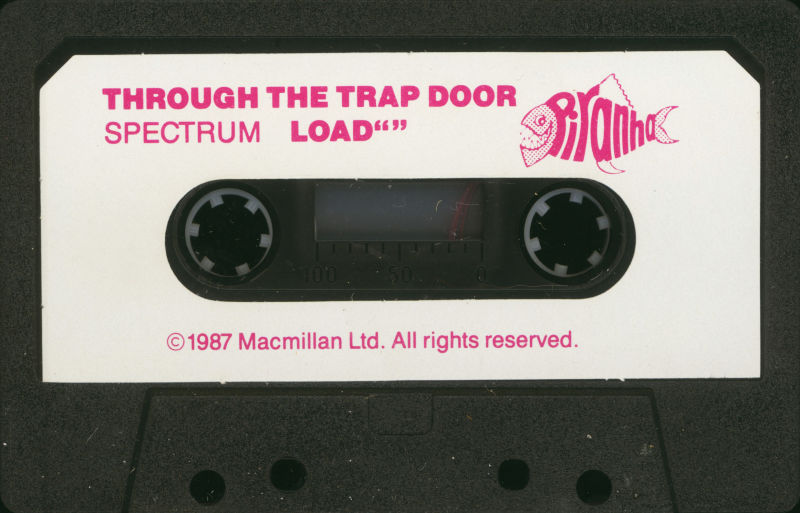 THROUGH THE TRAP DOOR
SPECTRUM LOAD“”
Piranha
100 50 0
©1987 Macmillan Ltd. All rights reserved.